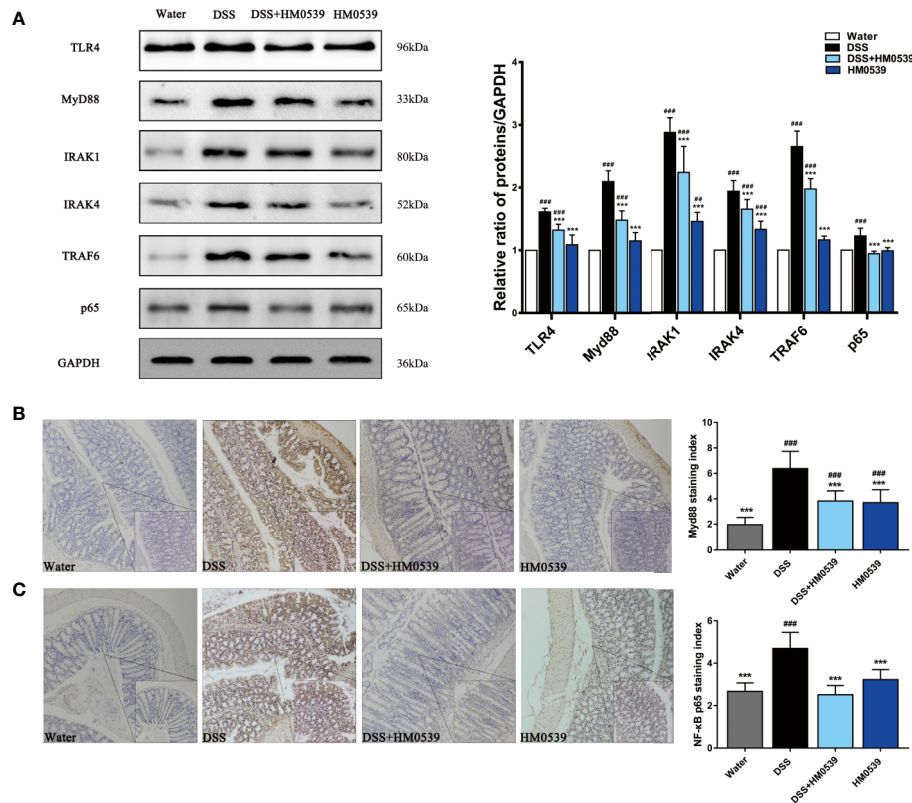 A
Water DSS DSS+HM0539 HM0539
TLR4 96kDa
MyD88 33kDa
IRAK1 80kDa
IRAK4 52kDa
TRAF6 60kDa
p65 65kDa
GAPDH 36kDa
Water
DSS
DSS+HM0539
HM0539
Relative ratio of proteins/GAPDH
4
3
2
1
0
### ### *** ***
### ### *** ***
### ### *** ## ***
### ### *** ### ***
### ### *** ***
### *** ***
TLR4 Myd88 IRAK1 IRAK4 TRAF6 p65
B
Water DSS DSS+HM0539 HM0539
Myd88 staining index
10
8
6
4
2
0
*** ### ### *** ### ***
Water DSS DSS+HM0539 HM0539
C
Water DSS DSS+HM0539 HM0539
NF-κB p65 staining index
6
4
2
0
*** ### *** ***
Water DSS DSS+HM0539 HM0539